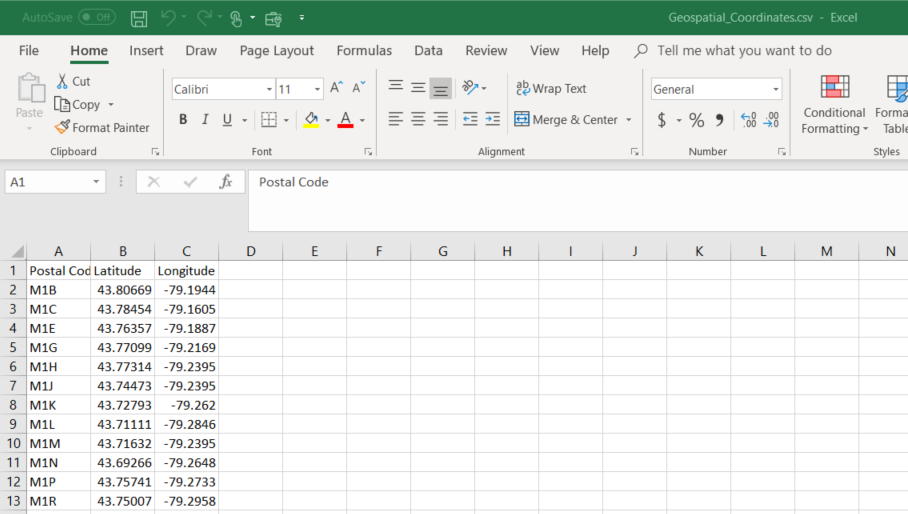 AutoSave Off Geospatial_Coordinates.csv - Excel
File Home Insert Draw Page Layout Formulas Data Review View Help Tell me what you want to do
Paste
Cut
Copy
Format Painter
Clipboard
Calibri 11 A A
B I U A
Font
ab Wrap Text
Merge & Center
Alignment
General
$ % , .00 .00
Number
Conditional
Formatting
Forma
Table
Styles
A1 fx Postal Code
A B C D E F G H I J K L M N
1 Postal Cod Latitude Longitude
2 M1B 43.80669 -79.1944
3 M1C 43.78454 -79.1605
4 M1E 43.76357 -79.1887
5 M1G 43.77099 -79.2169
6 M1H 43.77314 -79.2395
7 M1J 43.74473 -79.2395
8 M1K 43.72793 -79.262
9 M1L 43.71111 -79.2846
10 M1M 43.71632 -79.2395
11 M1N 43.69266 -79.2648
12 M1P 43.75741 -79.2733
13 M1R 43.75007 -79.2958